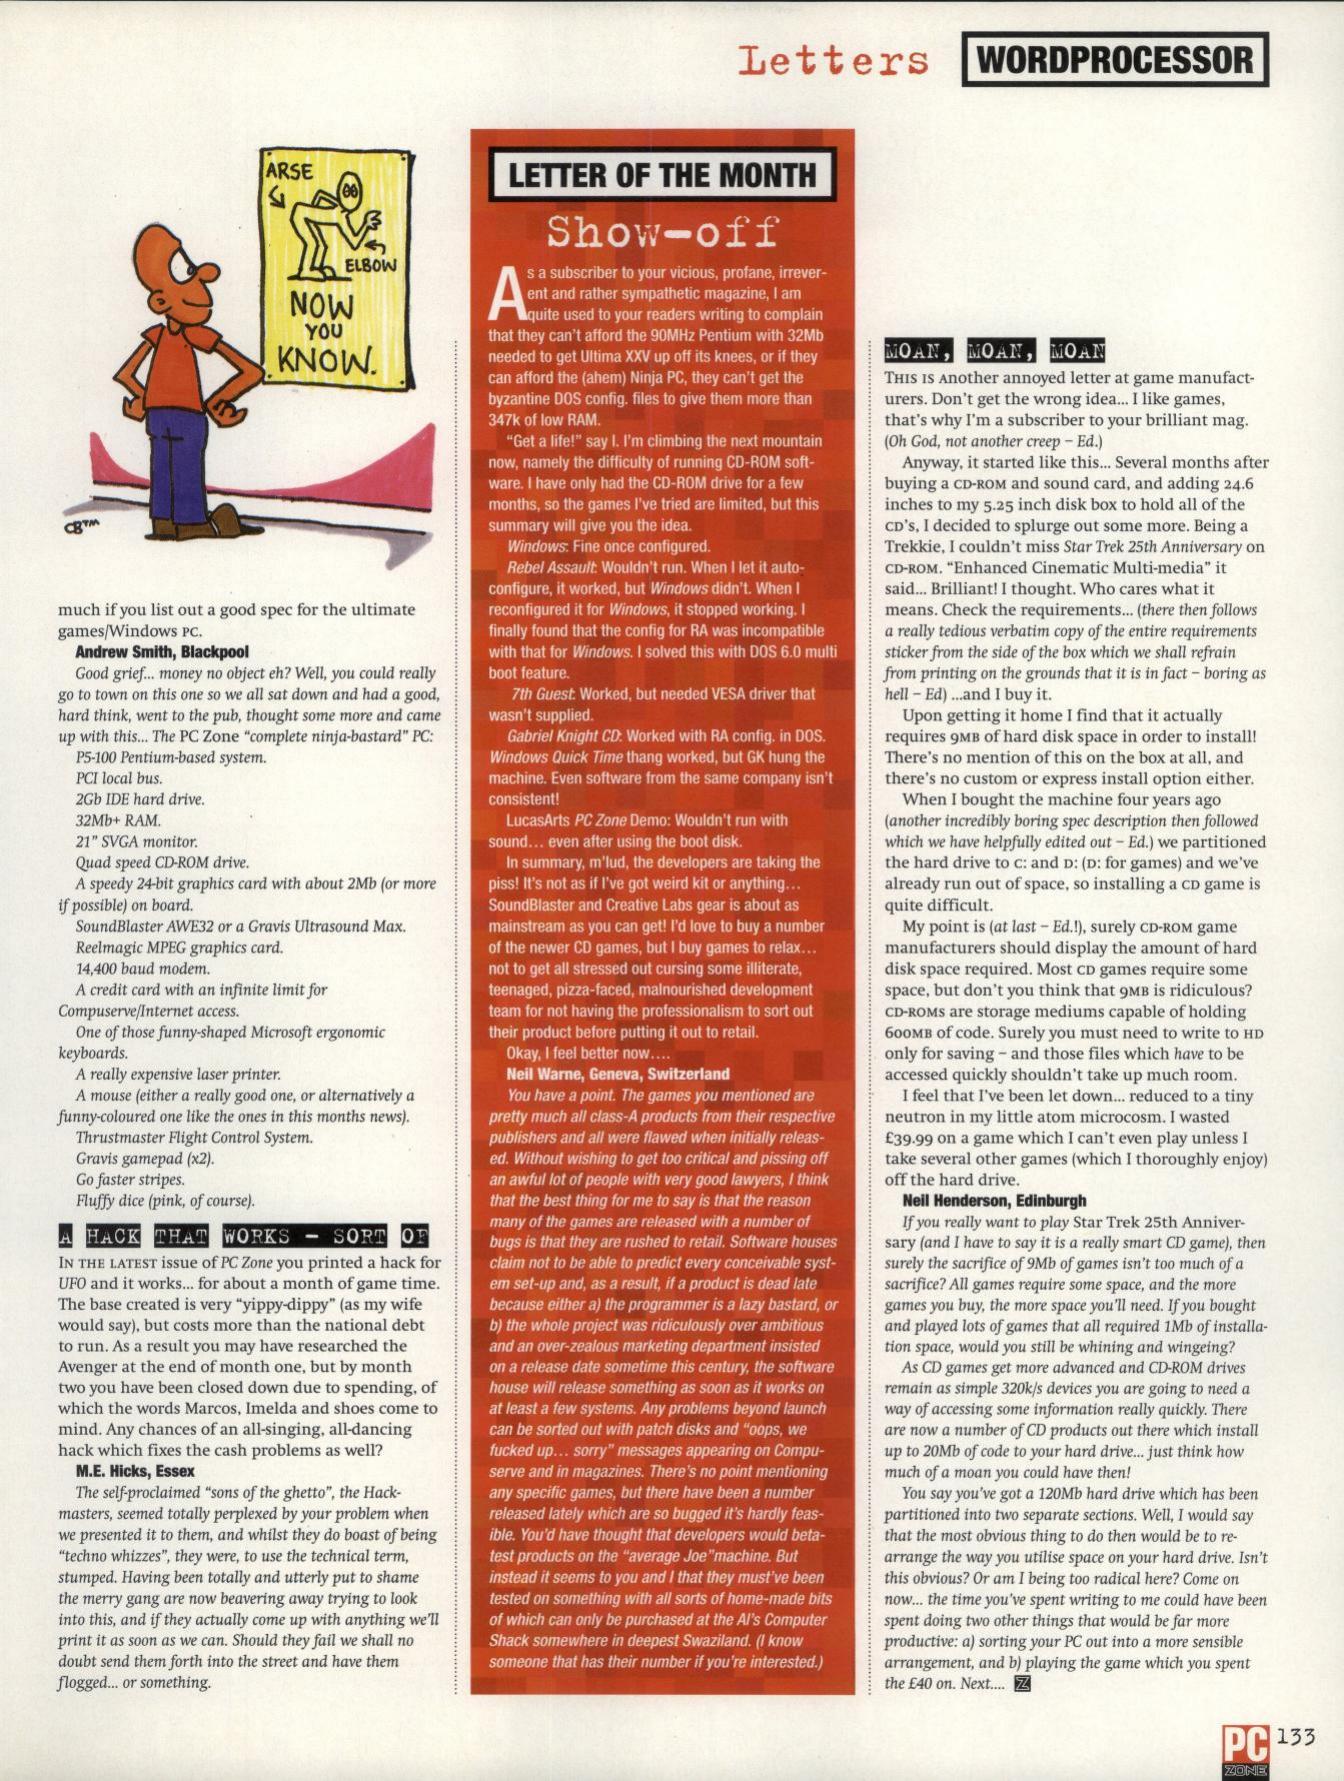 Letters WORDPROCESSOR
ARSE
ELBOW
NOW
YOU
KNOW.
CB™
much if you list out a good spec for the ultimate
games/Windows PC.
Andrew Smith, Blackpool
Good grief... money no object eh? Well, you could really
go to town on this one so we all sat down and had a good,
hard think, went to the pub, thought some more and came
up with this... The PC Zone "complete ninja-bastard" PC:
P5-100 Pentium-based system.
PCI local bus.
2Gb IDE hard drive.
32Mb+ RAM.
21" SVGA monitor.
Quad speed CD-ROM drive.
A speedy 24-bit graphics card with about 2Mb (or more
if possible) on board.
SoundBlaster AWE32 or a Gravis Ultrasound Max.
Reelmagic MPEG graphics card.
14,400 baud modem.
A credit card with an infinite limit for
Compuserve/Internet access.
One of those funny-shaped Microsoft ergonomic
keyboards.
A really expensive laser printer.
A mouse (either a really good one, or alternatively a
funny-coloured one like the ones in this months news).
Thrustmaster Flight Control System.
Gravis gamepad (x2).
Go faster stripes.
Fluffy dice (pink, of course).
A HACK THAT WORKS – SORT OF
IN THE LATEST issue of PC Zone you printed a hack for
UFO and it works... for about a month of game time.
The base created is very "yippy-dippy" (as my wife
would say), but costs more than the national debt
to run. As a result you may have researched the
Avenger at the end of month one, but by month
two you have been closed down due to spending, of
which the words Marcos, Imelda and shoes come to
mind. Any chances of an all-singing, all-dancing
hack which fixes the cash problems as well?
M.E. Hicks, Essex
The self-proclaimed "sons of the ghetto", the Hack-
masters, seemed totally perplexed by your problem when
we presented it to them, and whilst they do boast of being
"techno whizzes", they were, to use the technical term,
stumped. Having been totally and utterly put to shame
the merry gang are now beavering away trying to look
into this, and if they actually come up with anything we'll
print it as soon as we can. Should they fail we shall no
doubt send them forth into the street and have them
flogged... or something.
LETTER OF THE MONTH
Show-off
As a subscriber to your vicious, profane, irrever-
ent and rather sympathetic magazine, I am
quite used to your readers writing to complain
that they can't afford the 90MHz Pentium with 32Mb
needed to get Ultima XXV up off its knees, or if they
can afford the (ahem) Ninja PC, they can't get the
byzantine DOS config. files to give them more than
347k of low RAM.
"Get a life!" say I. I'm climbing the next mountain
now, namely the difficulty of running CD-ROM soft-
ware. I have only had the CD-ROM drive for a few
months, so the games I've tried are limited, but this
summary will give you the idea.
Windows: Fine once configured.
Rebel Assault: Wouldn't run. When I let it auto-
configure, it worked, but Windows didn't. When I
reconfigured it for Windows, it stopped working. I
finally found that the config for RA was incompatible
with that for Windows. I solved this with DOS 6.0 multi
boot feature.
7th Guest: Worked, but needed VESA driver that
wasn't supplied.
Gabriel Knight CD: Worked with RA config. in DOS.
Windows Quick Time thang worked, but GK hung the
machine. Even software from the same company isn't
consistent!
LucasArts PC Zone Demo: Wouldn't run with
sound... even after using the boot disk.
In summary, m'lud, the developers are taking the
piss! It's not as if I've got weird kit or anything...
SoundBlaster and Creative Labs gear is about as
mainstream as you can get! I'd love to buy a number
of the newer CD games, but I buy games to relax...
not to get all stressed out cursing some illiterate,
teenaged, pizza-faced, malnourished development
team for not having the professionalism to sort out
their product before putting it out to retail.
Okay, I feel better now....
Neil Warne, Geneva, Switzerland
You have a point. The games you mentioned are
pretty much all class-A products from their respective
publishers and all were flawed when initially releas-
ed. Without wishing to get too critical and pissing off
an awful lot of people with very good lawyers, I think
that the best thing for me to say is that the reason
many of the games are released with a number of
bugs is that they are rushed to retail. Software houses
claim not to be able to predict every conceivable syst-
em set-up and, as a result, if a product is dead late
because either a) the programmer is a lazy bastard, or
b) the whole project was ridiculously over ambitious
and an over-zealous marketing department insisted
on a release date sometime this century, the software
house will release something as soon as it works on
at least a few systems. Any problems beyond launch
can be sorted out with patch disks and "oops, we
fucked up... sorry" messages appearing on Compu-
serve and in magazines. There's no point mentioning
any specific games, but there have been a number
released lately which are so bugged it's hardly feas-
ible. You'd have thought that developers would beta-
test products on the "average Joe"machine. But
instead it seems to you and I that they must've been
tested on something with all sorts of home-made bits
of which can only be purchased at the Al's Computer
Shack somewhere in deepest Swaziland. (I know
someone that has their number if you're interested.)
MOAN, MOAN, MOAN
THIS IS Another annoyed letter at game manufact-
urers. Don't get the wrong idea... I like games,
that's why I'm a subscriber to your brilliant mag.
(Oh God, not another creep – Ed.)
Anyway, it started like this... Several months after
buying a CD-ROM and sound card, and adding 24.6
inches to my 5.25 inch disk box to hold all of the
CD's, I decided to splurge out some more. Being a
Trekkie, I couldn't miss Star Trek 25th Anniversary on
CD-ROM. "Enhanced Cinematic Multi-media" it
said... Brilliant! I thought. Who cares what it
means. Check the requirements... (there then follows
a really tedious verbatim copy of the entire requirements
sticker from the side of the box which we shall refrain
from printing on the grounds that it is in fact – boring as
hell – Ed) ...and I buy it.
Upon getting it home I find that it actually
requires 9MB of hard disk space in order to install!
There's no mention of this on the box at all, and
there's no custom or express install option either.
When I bought the machine four years ago
(another incredibly boring spec description then followed
which we have helpfully edited out – Ed.) we partitioned
the hard drive to C: and D: (D: for games) and we've
already run out of space, so installing a CD game is
quite difficult.
My point is (at last – Ed.!), surely CD-ROM game
manufacturers should display the amount of hard
disk space required. Most CD games require some
space, but don't you think that 9MB is ridiculous?
CD-ROMs are storage mediums capable of holding
600MB of code. Surely you must need to write to HD
only for saving – and those files which have to be
accessed quickly shouldn't take up much room.
I feel that I've been let down... reduced to a tiny
neutron in my little atom microcosm. I wasted
£39.99 on a game which I can't even play unless I
take several other games (which I thoroughly enjoy)
off the hard drive.
Neil Henderson, Edinburgh
If you really want to play Star Trek 25th Anniver-
sary (and I have to say it is a really smart CD game), then
surely the sacrifice of 9Mb of games isn't too much of a
sacrifice? All games require some space, and the more
games you buy, the more space you'll need. If you bought
and played lots of games that all required 1Mb of installa-
tion space, would you still be whining and wingeing?
As CD games get more advanced and CD-ROM drives
remain as simple 320k/s devices you are going to need a
way of accessing some information really quickly. There
are now a number of CD products out there which install
up to 20Mb of code to your hard drive... just think how
much of a moan you could have then!
You say you've got a 120Mb hard drive which has been
partitioned into two separate sections. Well, I would say
that the most obvious thing to do then would be to re-
arrange the way you utilise space on your hard drive. Isn't
this obvious? Or am I being too radical here? Come on
now... the time you've spent writing to me could have been
spent doing two other things that would be far more
productive: a) sorting your PC out into a more sensible
arrangement, and b) playing the game which you spent
the £40 on. Next.... Z
PC ZONE 133